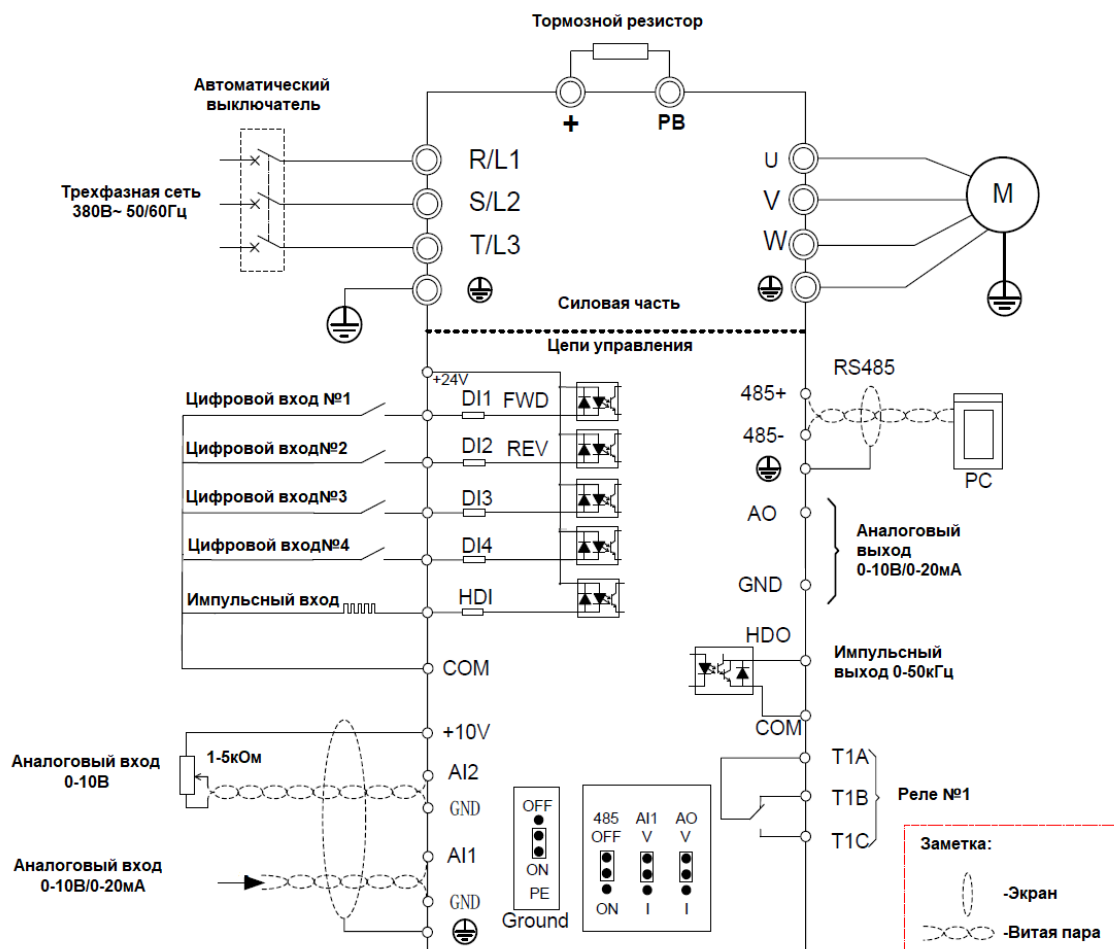 Тормозной резистор
+
PB
Автоматический
выключатель
Трехфазная сеть
380В~ 50/60Гц
R/L1
S/L2
T/L3
U
V
W
M
Силовая часть
Цепи управления
+24V
Цифровой вход №1
DI1 FWD
Цифровой вход№2
DI2 REV
Цифровой вход№3
DI3
Цифровой вход№4
DI4
Импульсный вход
HDI
COM
RS485
485+
485-
PC
AO
GND
Аналоговый
выход
0-10В/0-20мА
HDO
Импульсный
выход 0-50кГц
COM
T1A
T1B
T1C
Реле №1
+10V
Аналоговый вход
0-10В
1-5кОм
AI2
GND
Аналоговый вход
0-10В/0-20мА
AI1
GND
OFF
ON
PE
Ground
485 AI1 AO
OFF V V
ON I I
Заметка:
-Экран
-Витая пара